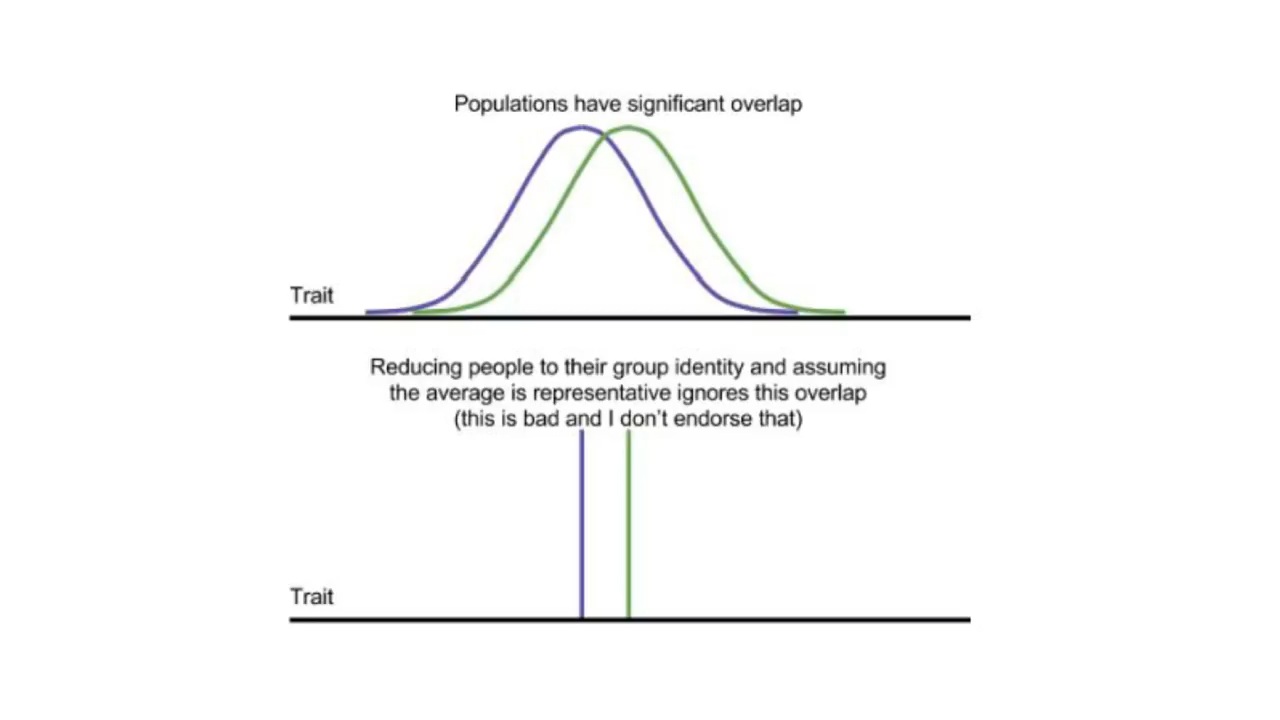 Populations have significant overlap
Trait
Reducing people to their group identity and assuming
the average is representative ignores this overlap
(this is bad and I don't endorse that)
Trait